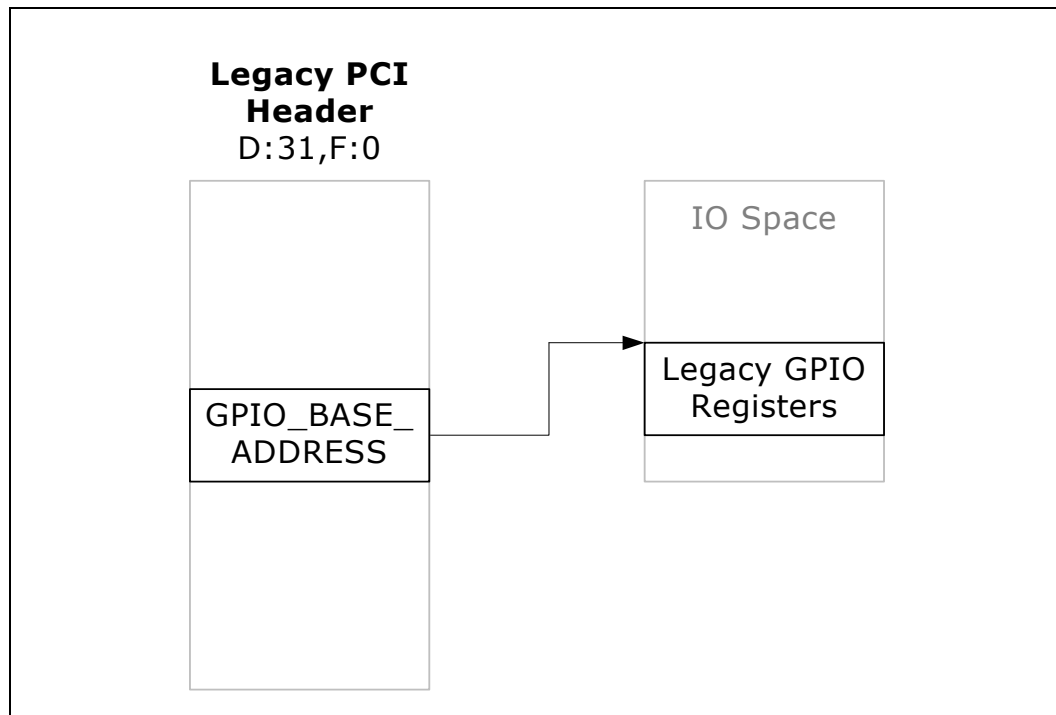 Legacy PCI
Header
D:31,F:0
IO Space
Legacy GPIO
Registers
GPIO_BASE_
ADDRESS